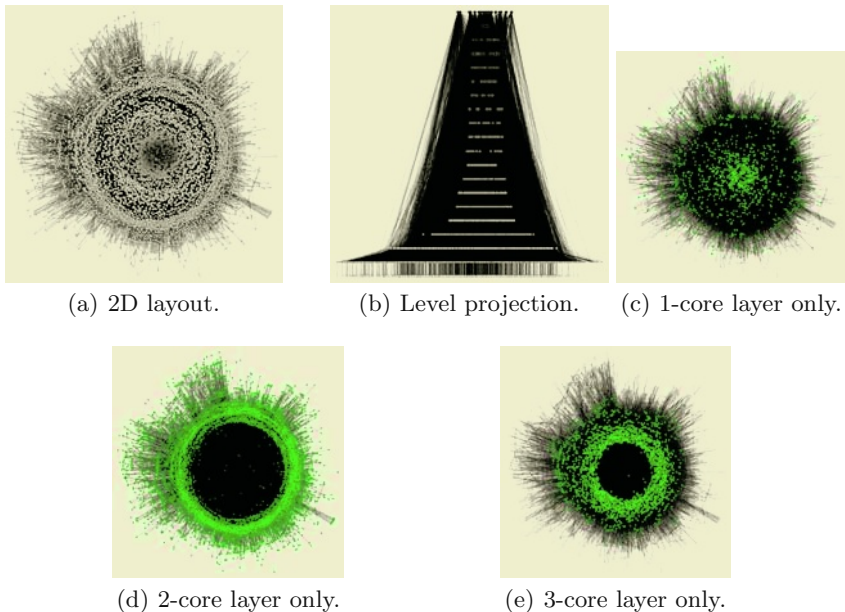 (a) 2D layout.
(b) Level projection.
(c) 1-core layer only.
(d) 2-core layer only.
(e) 3-core layer only.